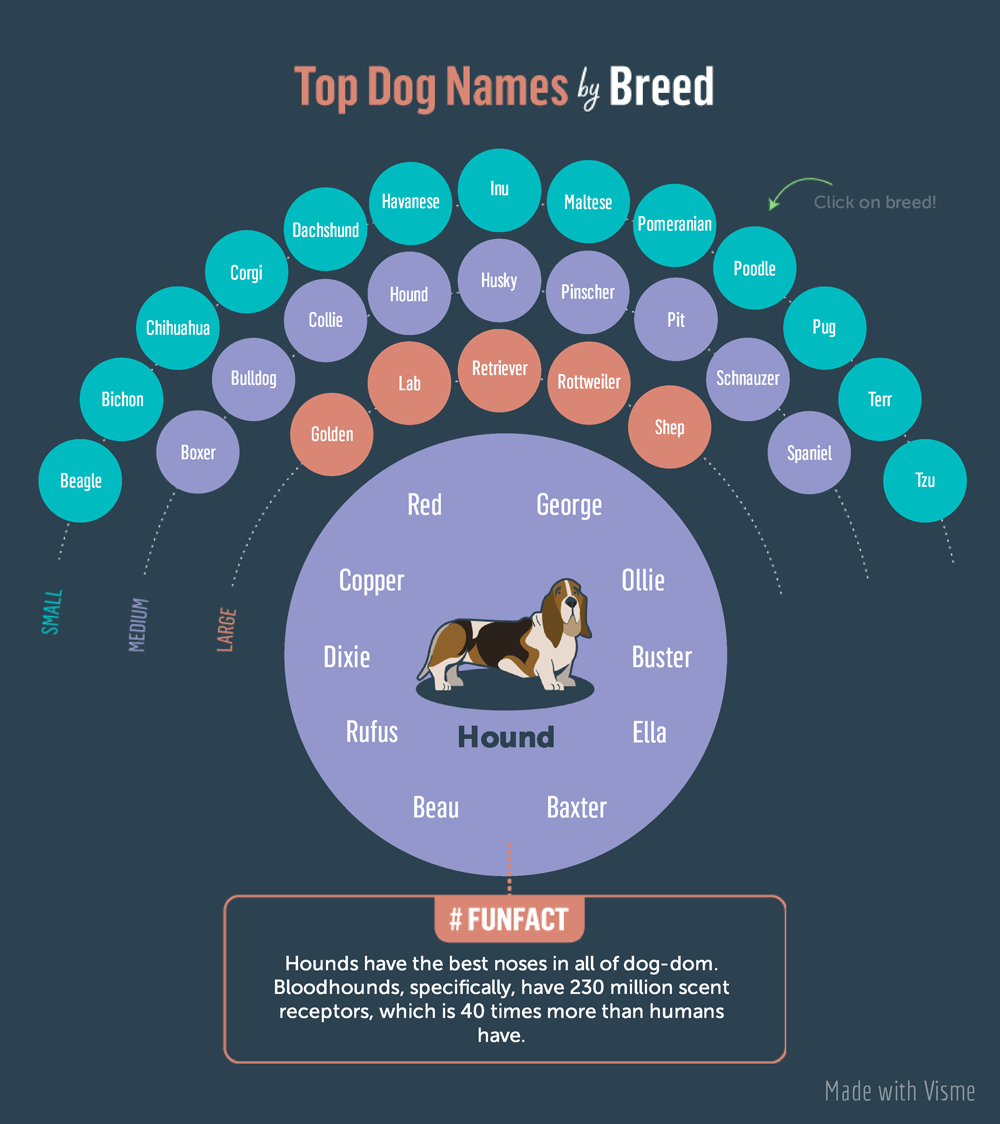 Top Dog Names by Breed
Click on breed!
Beagle
Bichon
Chihuahua
Corgi
Dachshund
Havanese
Inu
Maltese
Pomeranian
Poodle
Pug
Terr
Tzu
Boxer
Bulldog
Collie
Hound
Husky
Pinscher
Pit
Schnauzer
Spaniel
Golden
Lab
Retriever
Rottweiler
Shep
SMALL
MEDIUM
LARGE
Red
George
Copper
Ollie
Dixie
Buster
Rufus
Ella
Beau
Baxter
Hound
# FUNFACT
Hounds have the best noses in all of dog-dom.
Bloodhounds, specifically, have 230 million scent
receptors, which is 40 times more than humans
have.
Made with Visme